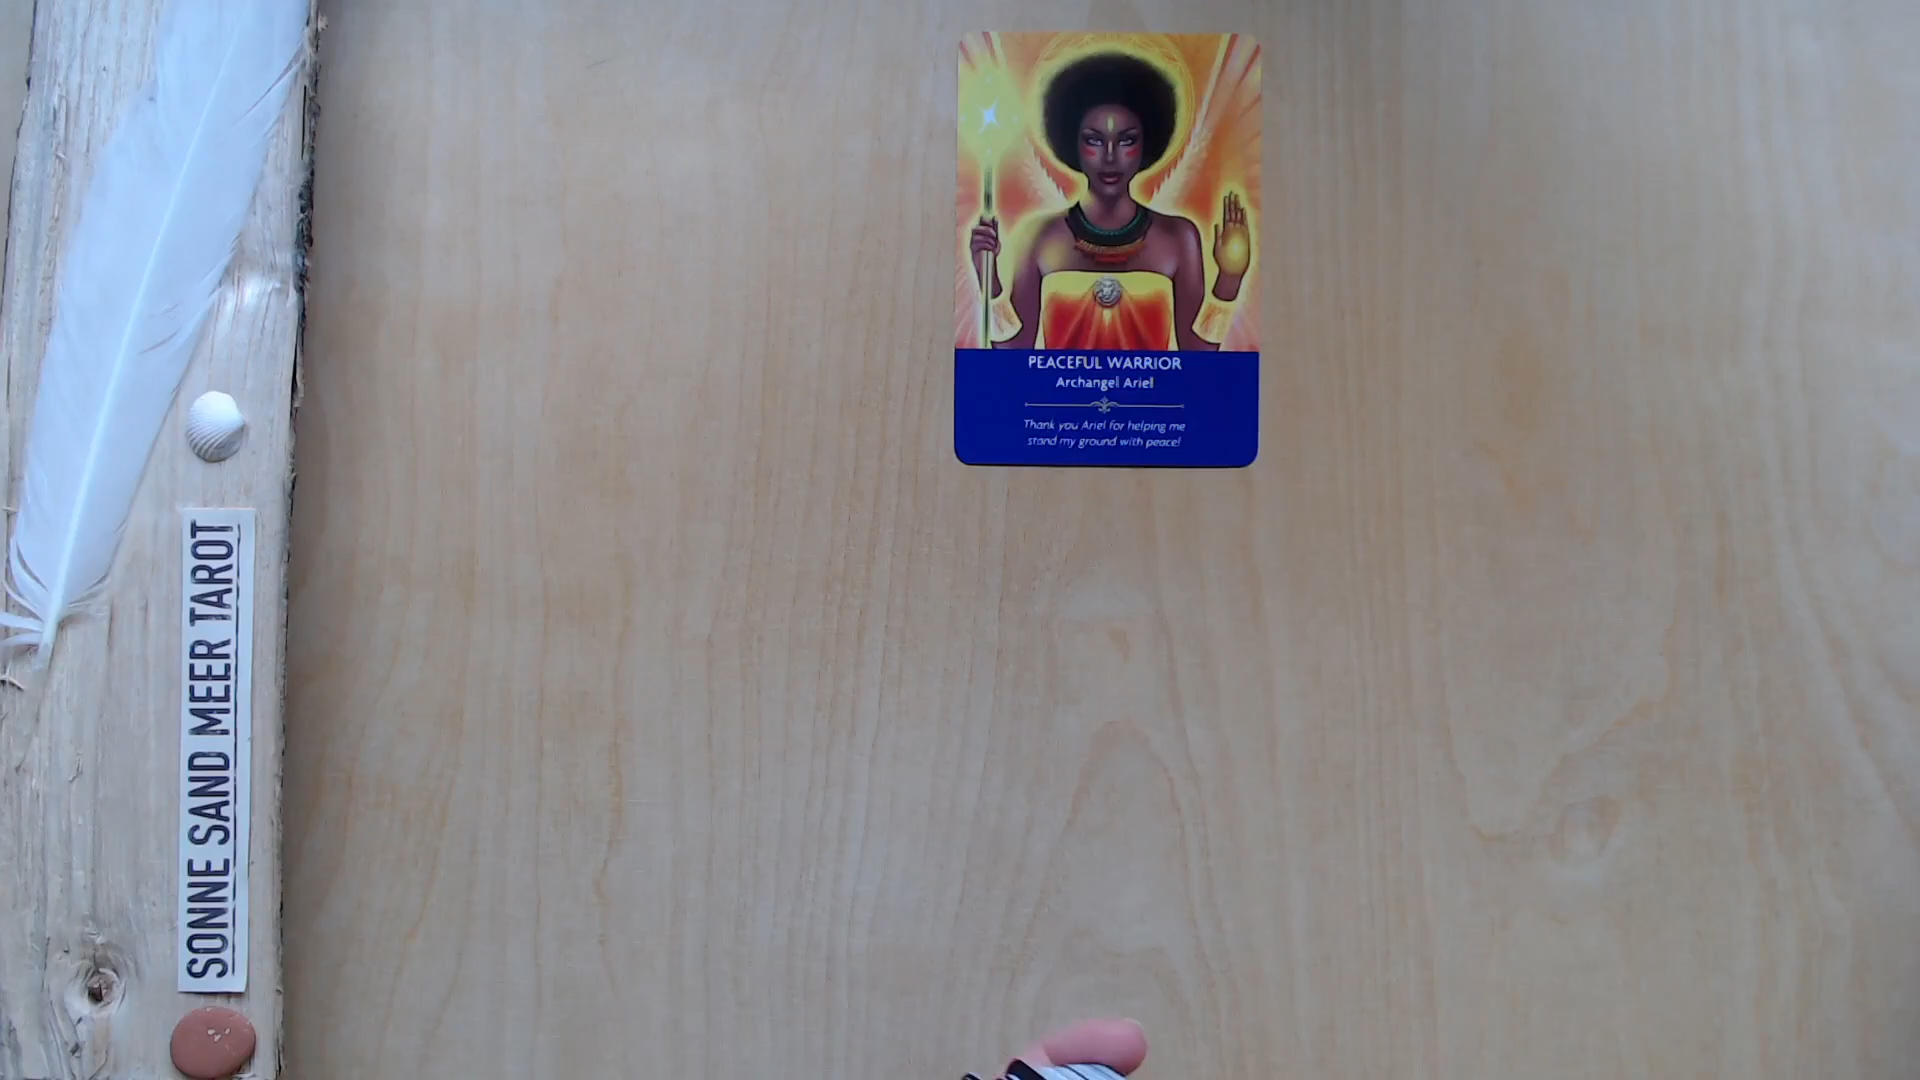 SONNE SAND MEER TAROT
PEACEFUL WARRIOR
Archangel Ariel
Thank you Ariel for helping me
stand my ground with peace!